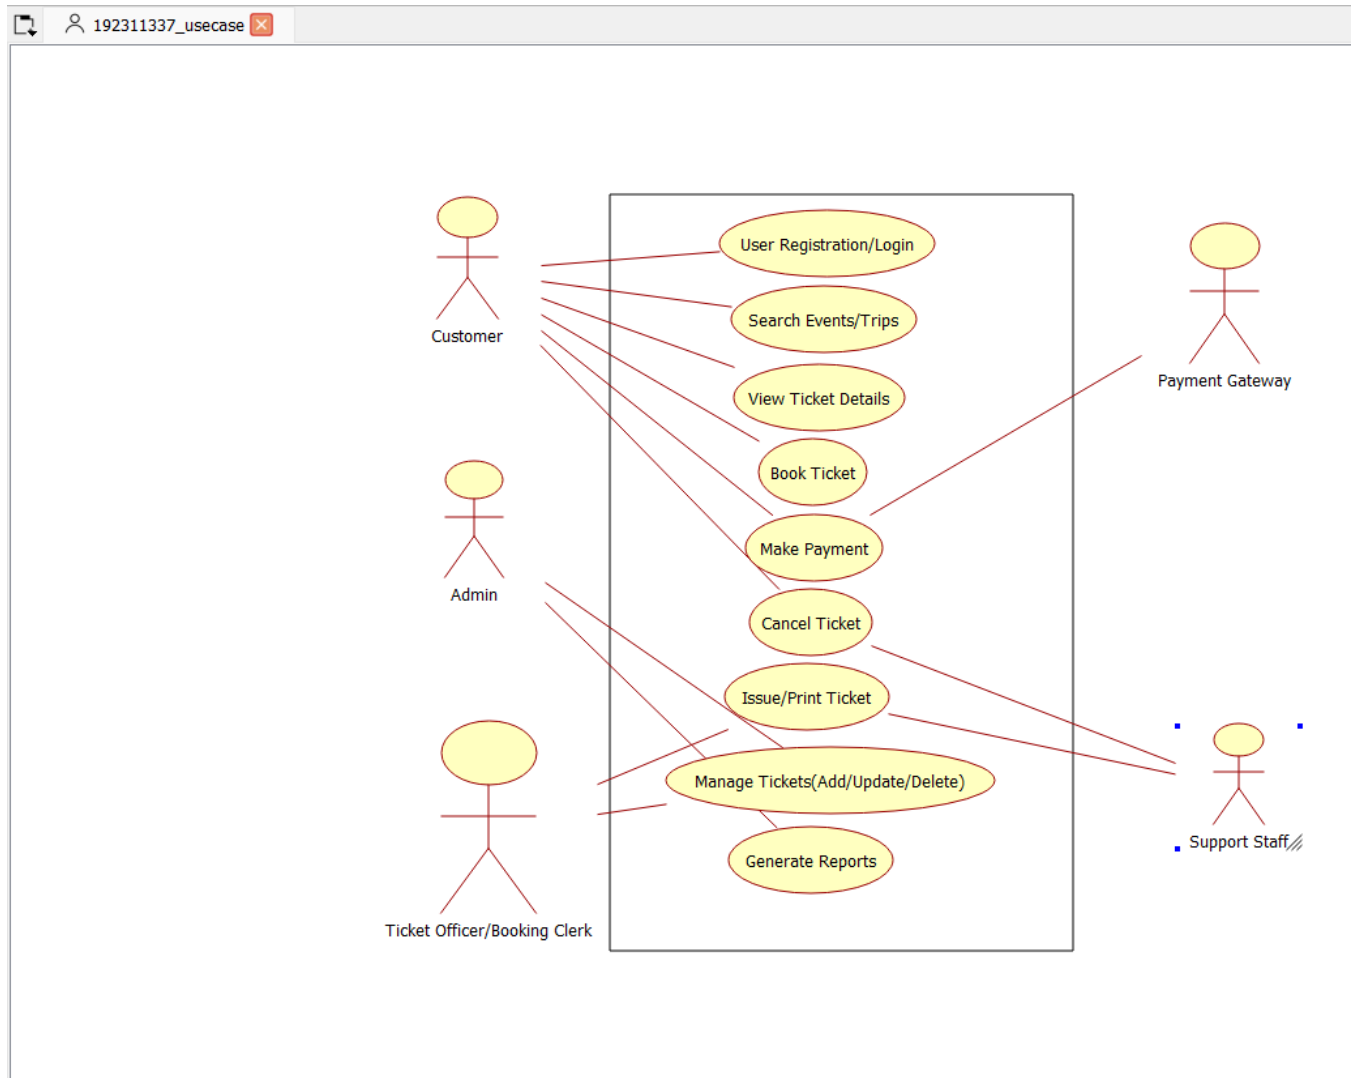 192311337_usecase
User Registration/Login
Search Events/Trips
Customer
Payment Gateway
View Ticket Details
Book Ticket
Make Payment
Admin
Cancel Ticket
Issue/Print Ticket
Manage Tickets(Add/Update/Delete)
Support Staff
Generate Reports
Ticket Officer/Booking Clerk